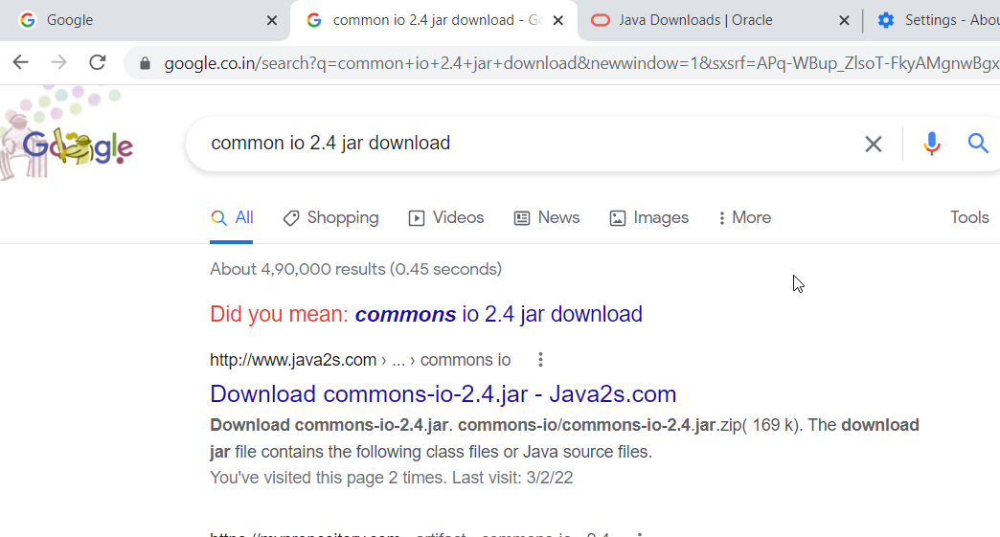 Google
common io 2.4 jar download - Go
Java Downloads | Oracle
Settings - Abou
google.co.in/search?q=common+io+2.4+jar+download&newwindow=1&sxsrf=APq-WBup_ZlsoT-FkyAMgnwBgx
Google
common io 2.4 jar download
All
Shopping
Videos
News
Images
More
Tools
About 4,90,000 results (0.45 seconds)
Did you mean: commons io 2.4 jar download
http://www.java2s.com › ... › commons io
Download commons-io-2.4.jar - Java2s.com
Download commons-io-2.4.jar. commons-io/commons-io-2.4.jar.zip( 169 k). The download
jar file contains the following class files or Java source files.
You've visited this page 2 times. Last visit: 3/2/22